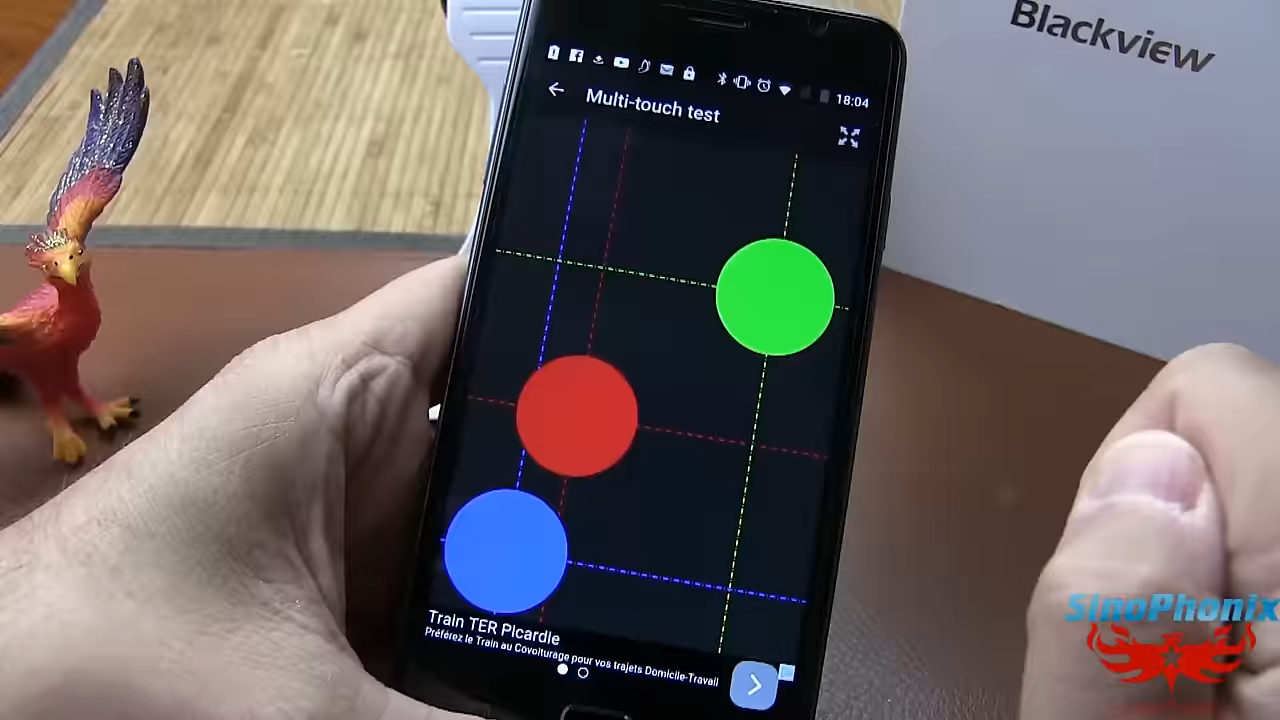 Blackview
18:04
Multi-touch test
Train TER Picardie
Préférez le Train au Covoiturage pour vos trajets Domicile-Travail
SinoPhonix